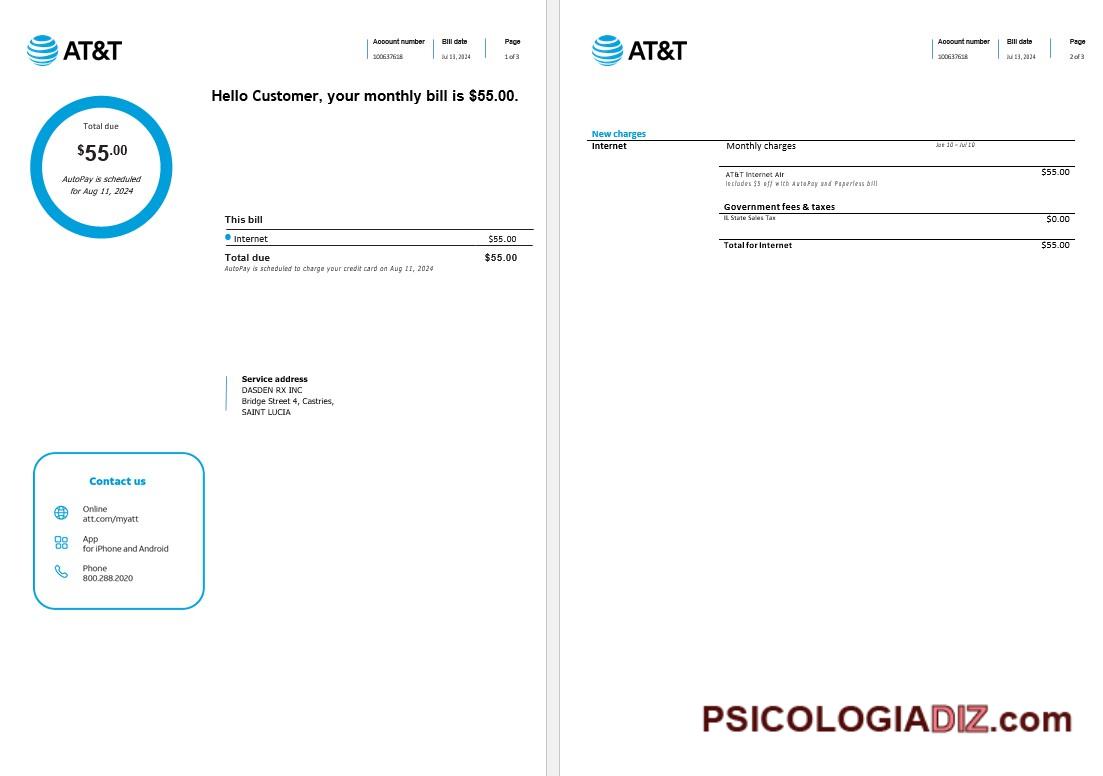 AT&T
Account number
Bill date
Page
100637618
Jul 13, 2024
1 of 3
Hello Customer, your monthly bill is $55.00.
Total due
$55.00
AutoPay is scheduled
for Aug 11, 2024
This bill
Internet $55.00
Total due $55.00
AutoPay is scheduled to charge your credit card on Aug 11, 2024
Service address
DASDEN RX INC
Bridge Street 4, Castries,
SAINT LUCIA
Contact us
Online
att.com/myatt
App
for iPhone and Android
Phone
800.288.2020
AT&T
Account number
Bill date
Page
100637618
Jul 13, 2024
2 of 3
New charges
Internet Monthly charges Jun 10 – Jul 10
AT&T Internet Air $55.00
Includes $5 off with AutoPay and Paperless bill
Government fees & taxes
IL State Sales Tax $0.00
Total for Internet $55.00
PSICOLOGIADIZ.com